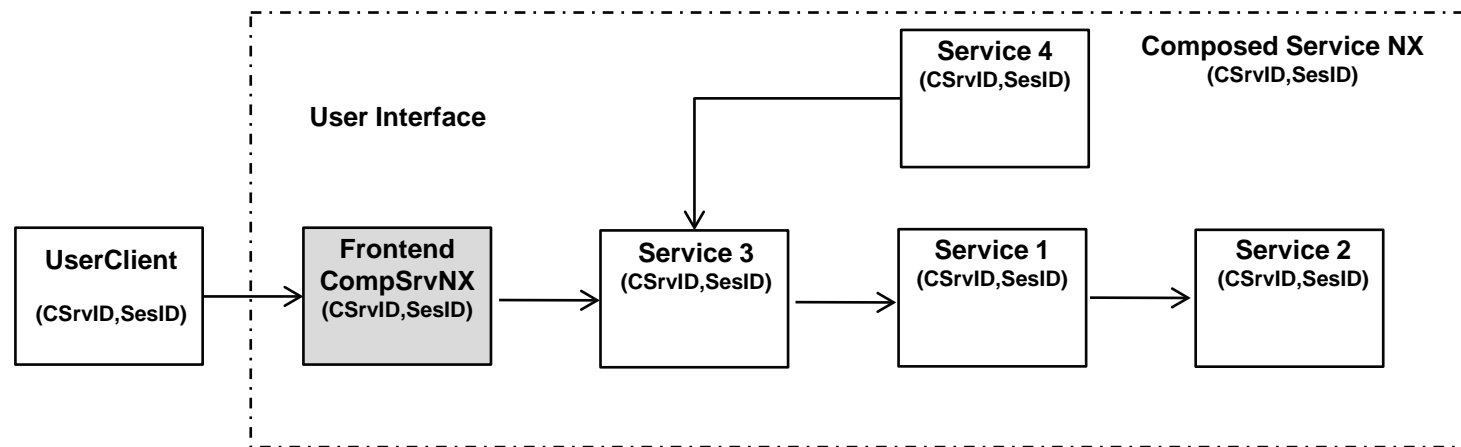 Service 4
(CSrvID,SesID)
Composed Service NX
(CSrvID,SesID)
User Interface
UserClient
(CSrvID,SesID)
Frontend
CompSrvNX
(CSrvID,SesID)
Service 3
(CSrvID,SesID)
Service 1
(CSrvID,SesID)
Service 2
(CSrvID,SesID)